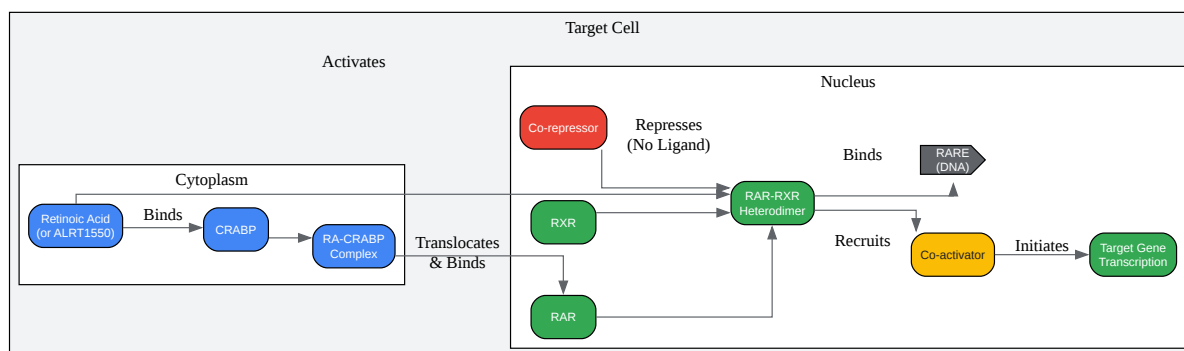 Target Cell
Activates
Nucleus
Co-repressor
Represses
(No Ligand)
Binds
RARE
(DNA)
Cytoplasm
Retinoic Acid
(or ALRT1550)
Binds
CRABP
RA-CRABP
Complex
Translocates
& Binds
RXR
RAR
RAR-RXR
Heterodimer
Recruits
Co-activator
Initiates
Target Gene
Transcription